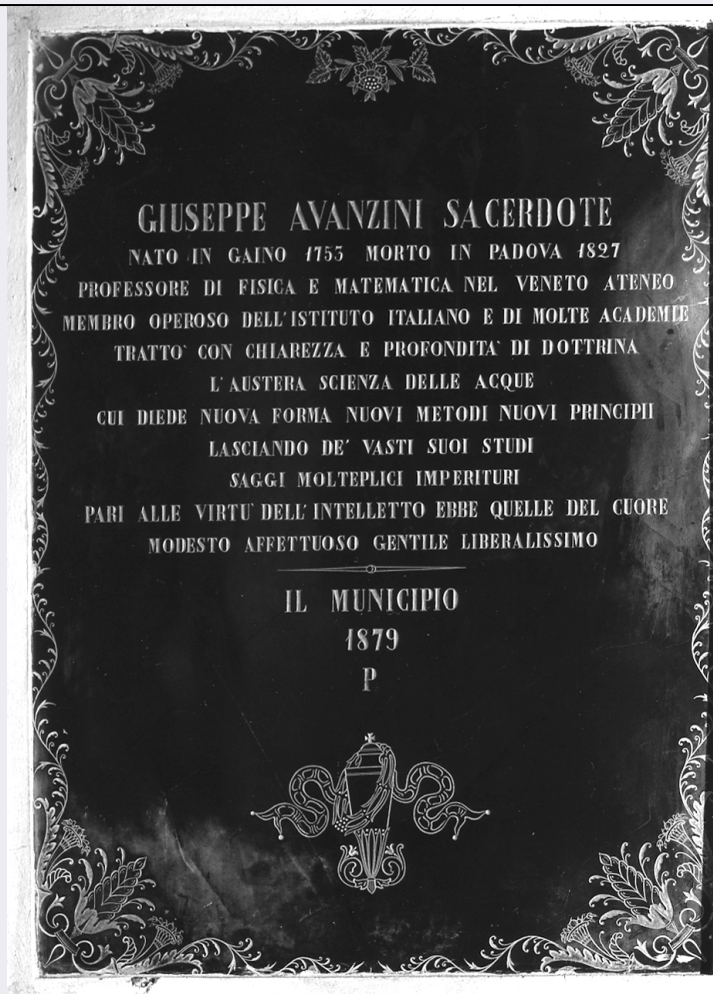 GIUSEPPE AVANZINI SACERDOTE
NATO IN GAINO 1753 MORTO IN PADOVA 1827
PROFESSORE DI FISICA E MATEMATICA NEL VENETO ATENEO
MEMBRO OPEROSO DELL'ISTITUTO ITALIANO E DI MOLTE ACADEMIE
TRATTO' CON CHIAREZZA E PROFONDITA' DI DOTTRINA
L'AUSTERA SCIENZA DELLE ACQUE
CUI DIEDE NUOVA FORMA NUOVI METODI NUOVI PRINCIPII
LASCIANDO DE' VASTI SUOI STUDI
SAGGI MOLTEPLICI IMPERITURI
PARI ALLE VIRTU' DELL'INTELLETTO EBBE QUELLE DEL CUORE
MODESTO AFFETTUOSO GENTILE LIBERALISSIMO
IL MUNICIPIO
1879
P